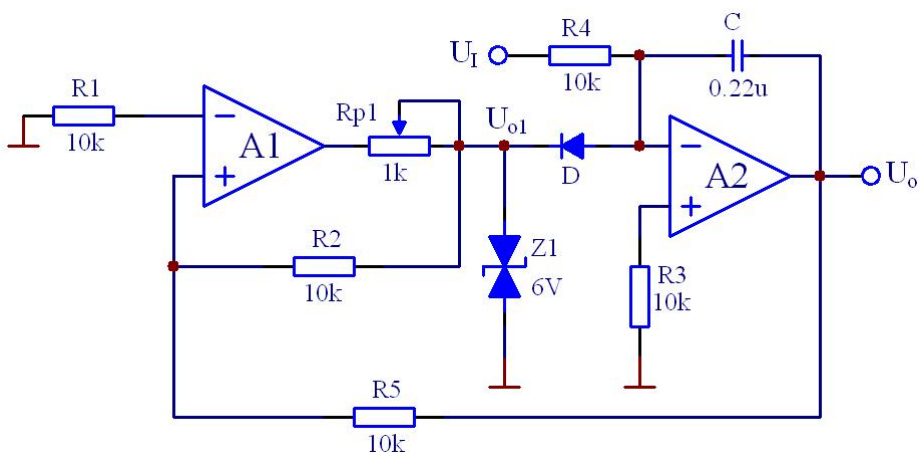 R1
10k
−
A1
+
Rp1
1k
U_o1
U_I
R4
10k
C
0.22u
D
−
A2
+
U_o
R2
10k
Z1
6V
R3
10k
R5
10k